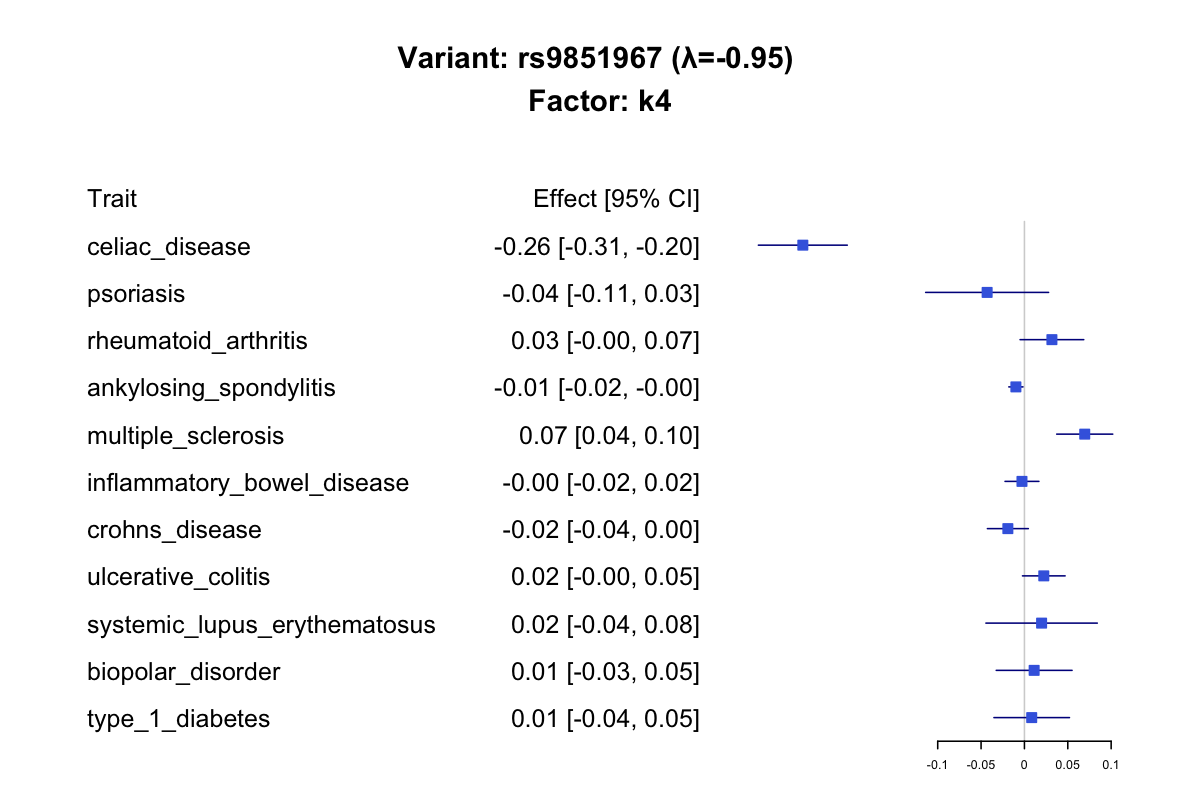 Variant: rs9851967 (λ=-0.95)
Factor: k4
Trait Effect [95% CI]
celiac_disease -0.26 [-0.31, -0.20]
psoriasis -0.04 [-0.11, 0.03]
rheumatoid_arthritis 0.03 [-0.00, 0.07]
ankylosing_spondylitis -0.01 [-0.02, -0.00]
multiple_sclerosis 0.07 [0.04, 0.10]
inflammatory_bowel_disease -0.00 [-0.02, 0.02]
crohns_disease -0.02 [-0.04, 0.00]
ulcerative_colitis 0.02 [-0.00, 0.05]
systemic_lupus_erythematosus 0.02 [-0.04, 0.08]
biopolar_disorder 0.01 [-0.03, 0.05]
type_1_diabetes 0.01 [-0.04, 0.05]
-0.1 -0.05 0 0.05 0.1